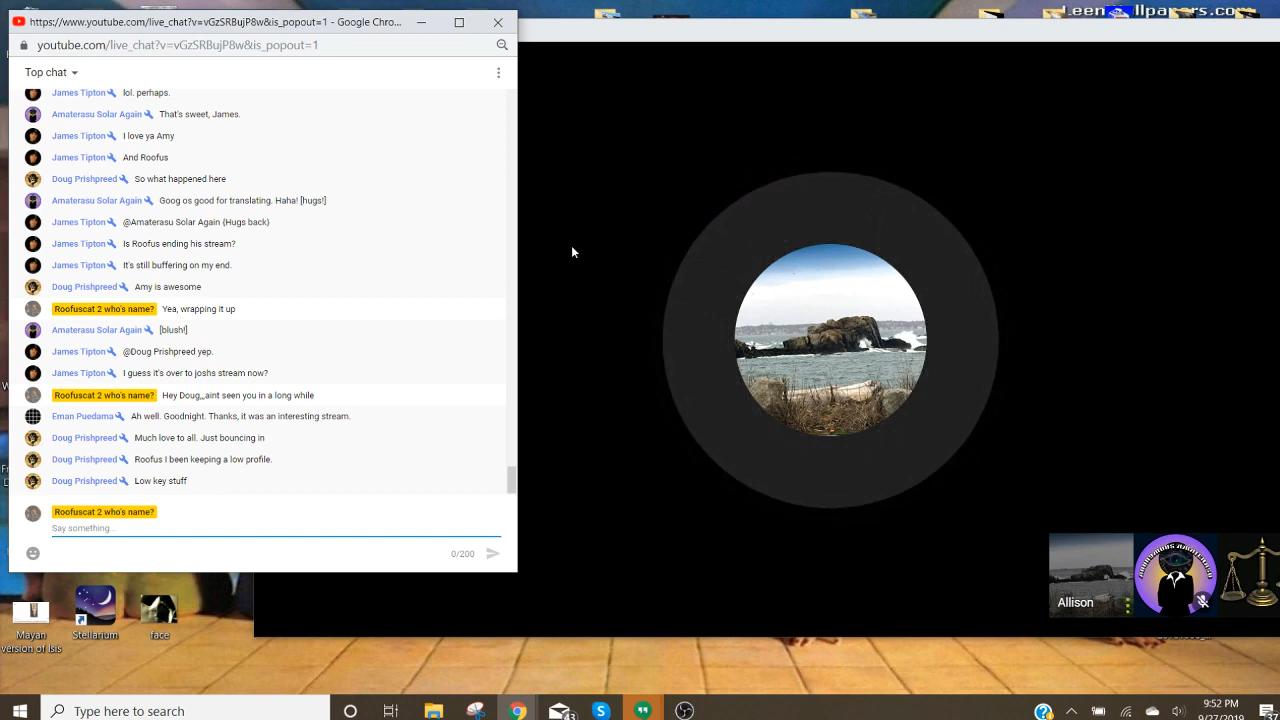 https://www.youtube.com/live_chat?v=vGzSRBujP8w&is_popout=1 - Google Chro...
youtube.com/live_chat?v=vGzSRBujP8w&is_popout=1
Top chat
James Tipton lol. perhaps.
Amaterasu Solar Again That's sweet, James.
James Tipton I love ya Amy
James Tipton And Roofus
Doug Prishpreed So what happened here
Amaterasu Solar Again Goog os good for translating. Haha! [hugs!]
James Tipton @Amaterasu Solar Again {Hugs back}
James Tipton Is Roofus ending his stream?
James Tipton It's still buffering on my end.
Doug Prishpreed Amy is awesome
Roofuscat 2 who's name? Yea, wrapping it up
Amaterasu Solar Again [blush!]
James Tipton @Doug Prishpreed yep.
James Tipton I guess it's over to joshs stream now?
Roofuscat 2 who's name? Hey Doug,,,aint seen you in a long while
Eman Puedama Ah well. Goodnight. Thanks, it was an interesting stream.
Doug Prishpreed Much love to all. Just bouncing in
Doug Prishpreed Roofus I been keeping a low profile.
Doug Prishpreed Low key stuff
Roofuscat 2 who's name?
Say something...
0/200
Allison
Mayan version of Isis
Stellarium
face
Type here to search
43
9:52 PM
9/27/2019